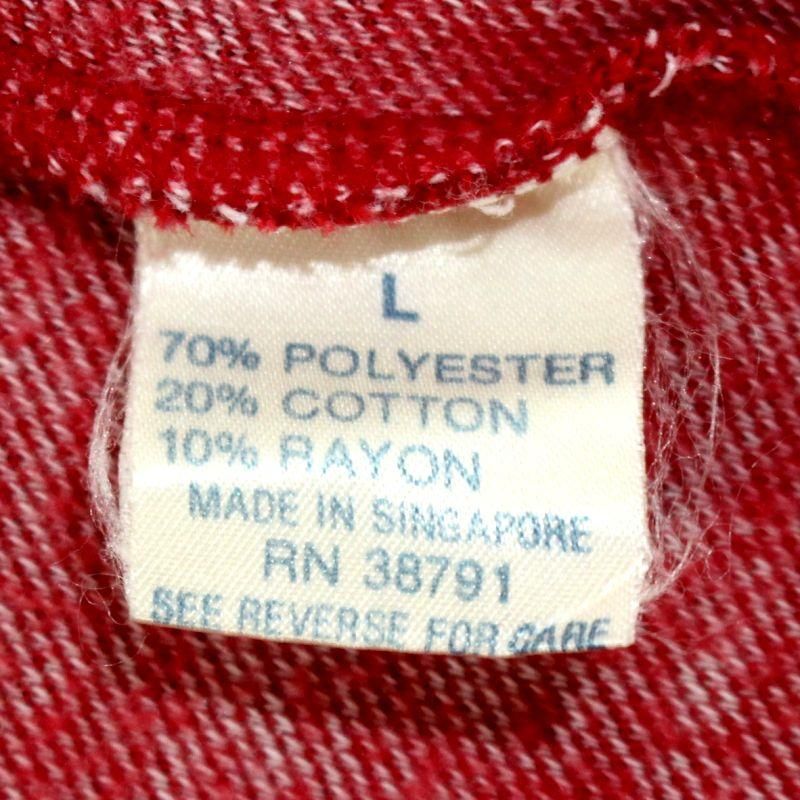 L
70% POLYESTER
20% COTTON
10% RAYON
MADE IN SINGAPORE
RN 38791
SEE REVERSE FOR CARE